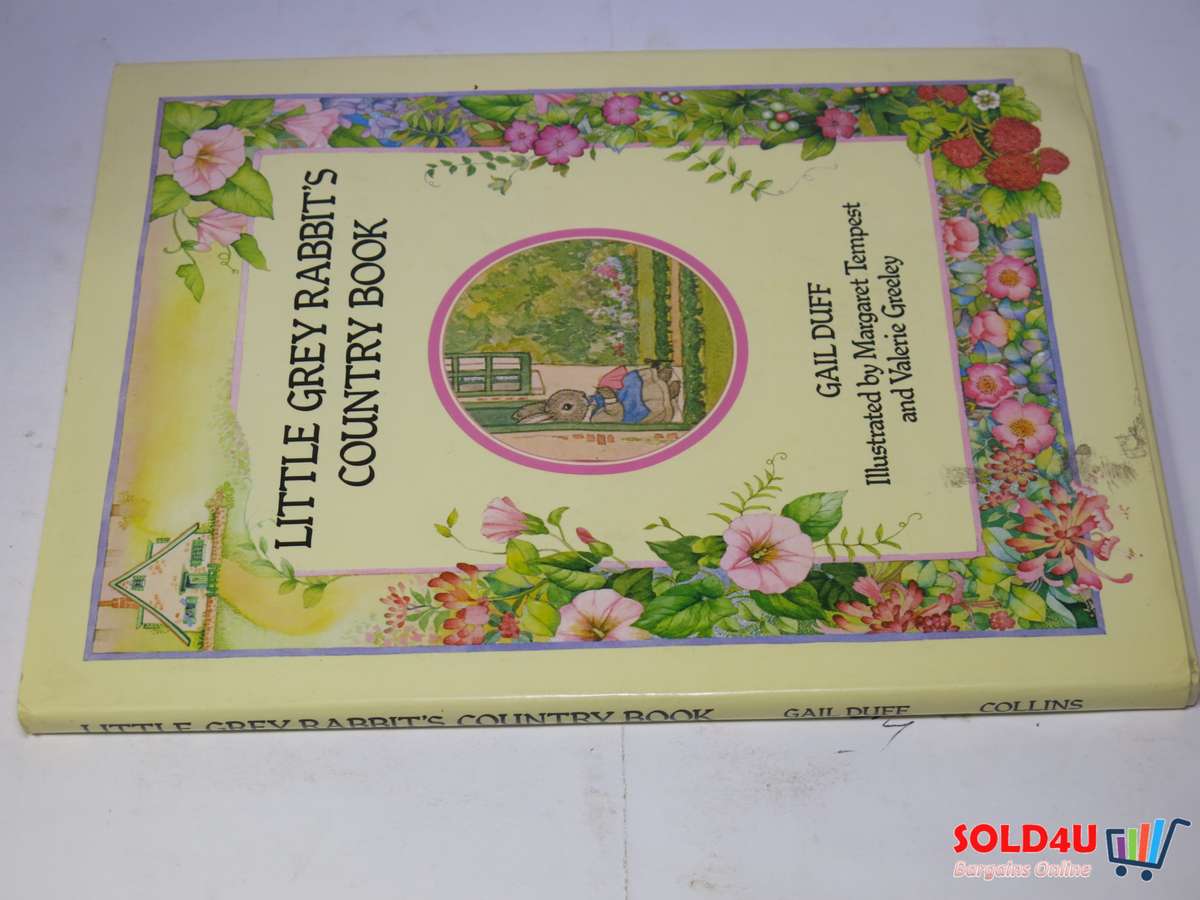 LITTLE GREY RABBIT'S
COUNTRY BOOK
GAIL DUFF
Illustrated by Margaret Tempest
and Valerie Greeley
LITTLE GREY RABBIT'S COUNTRY BOOK GAIL DUFF COLLINS
SOLD4U
Bargains Online